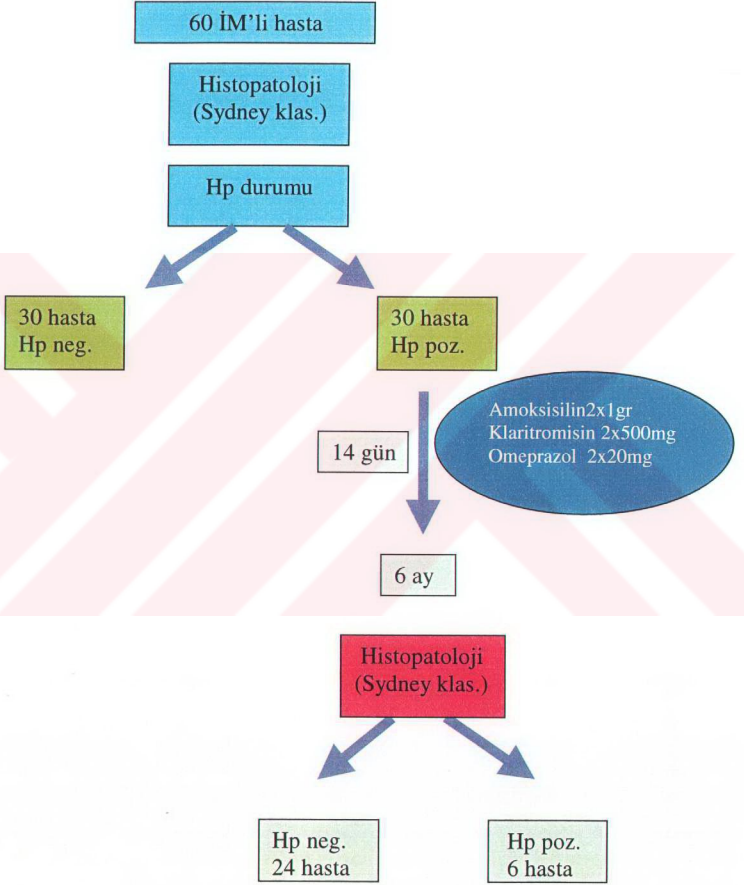 60 İM'li hasta
Histopatoloji
(Sydney klas.)
Hp durumu
30 hasta
Hp neg.
30 hasta
Hp poz.
Amoksisilin2x1gr
Klaritromisin 2x500mg
Omeprazol 2x20mg
14 gün
6 ay
Histopatoloji
(Sydney klas.)
Hp neg.
24 hasta
Hp poz.
6 hasta